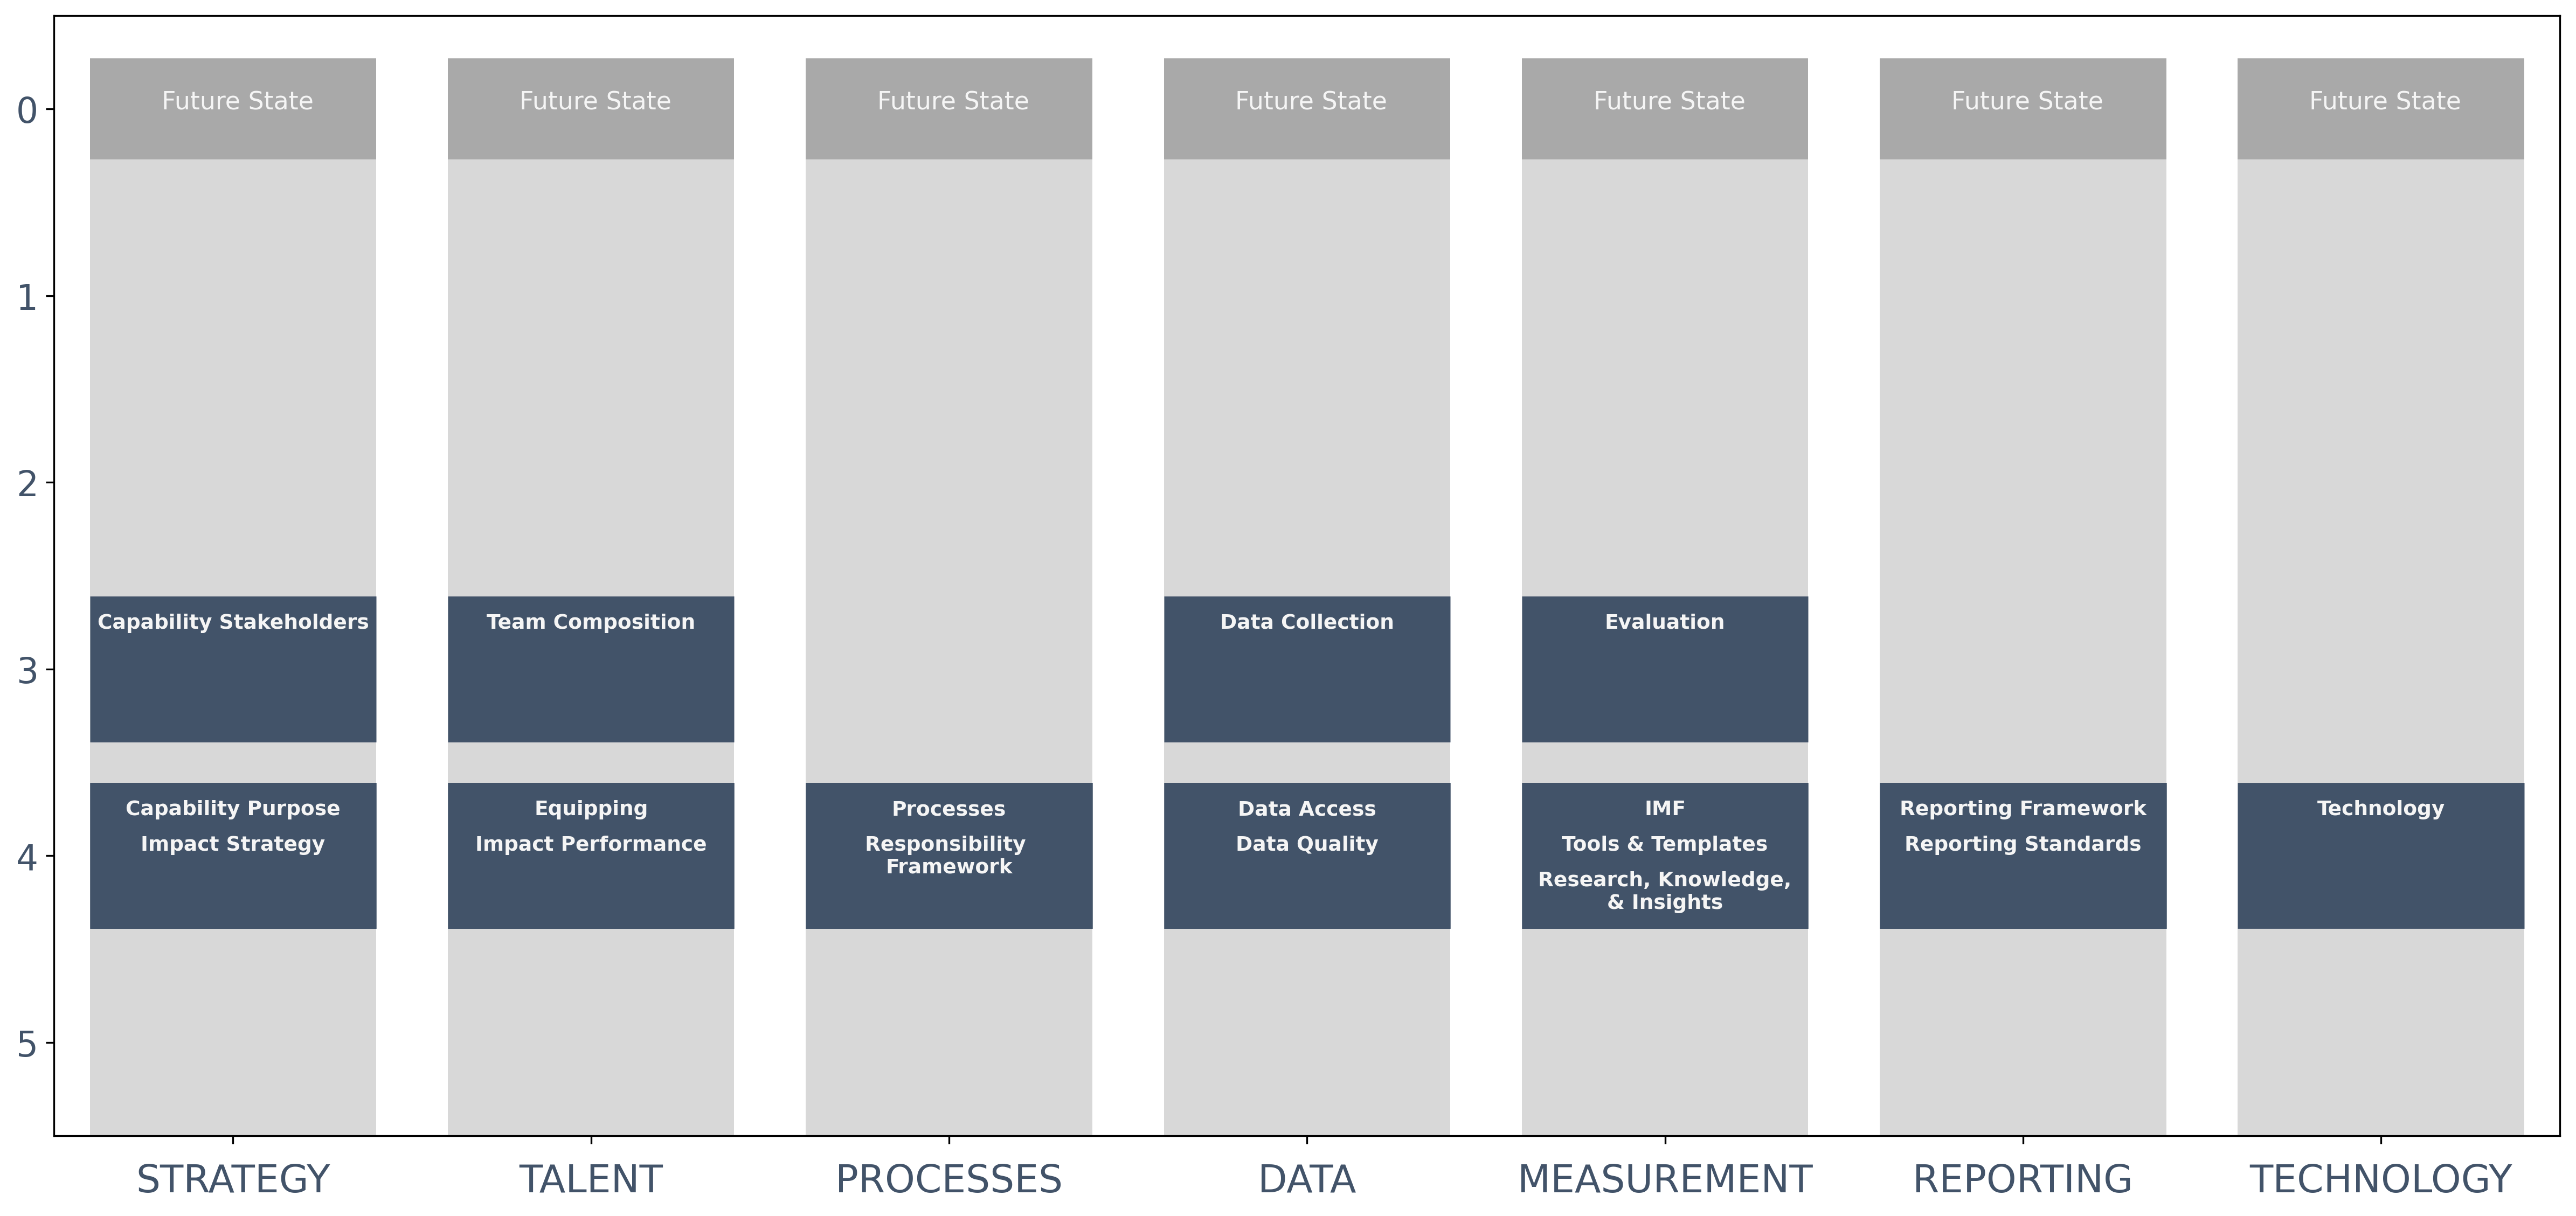 0
Future State
Future State
Future State
Future State
Future State
Future State
Future State
1
2
3
Capability Stakeholders
Team Composition
Data Collection
Evaluation
4
Capability Purpose
Impact Strategy
Equipping
Impact Performance
Processes
Responsibility
Framework
Data Access
Data Quality
IMF
Tools & Templates
Research, Knowledge,
& Insights
Reporting Framework
Reporting Standards
Technology
5
STRATEGY
TALENT
PROCESSES
DATA
MEASUREMENT
REPORTING
TECHNOLOGY